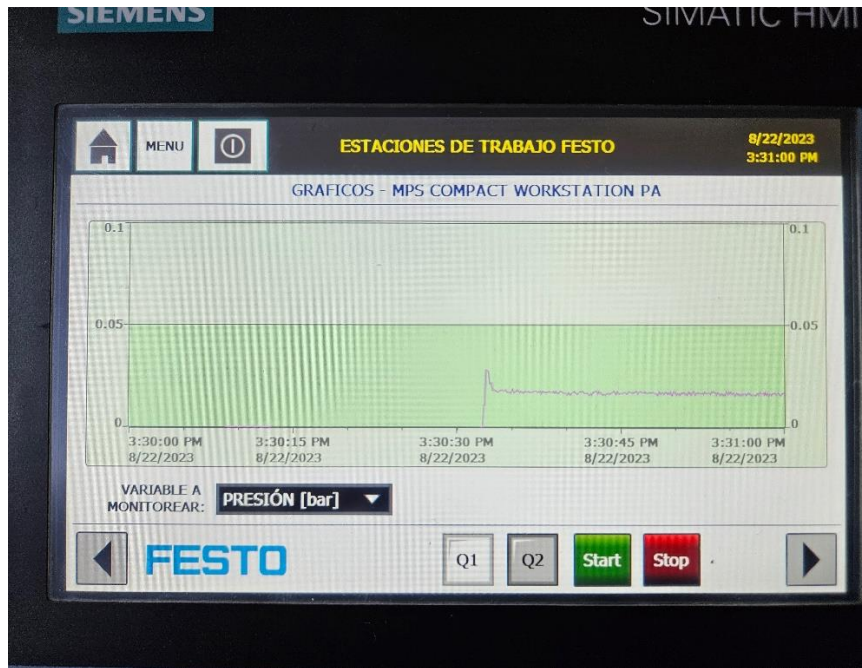 SIEMENS
SIMATIC HMI
MENU
ESTACIONES DE TRABAJO FESTO
8/22/2023
3:31:00 PM
GRAFICOS - MPS COMPACT WORKSTATION PA
0.1
0.1
0.05
0.05
0
0
3:30:00 PM
8/22/2023
3:30:15 PM
8/22/2023
3:30:30 PM
8/22/2023
3:30:45 PM
8/22/2023
3:31:00 PM
8/22/2023
VARIABLE A
MONITOREAR:
PRESIÓN [bar]
FESTO
Q1
Q2
Start
Stop